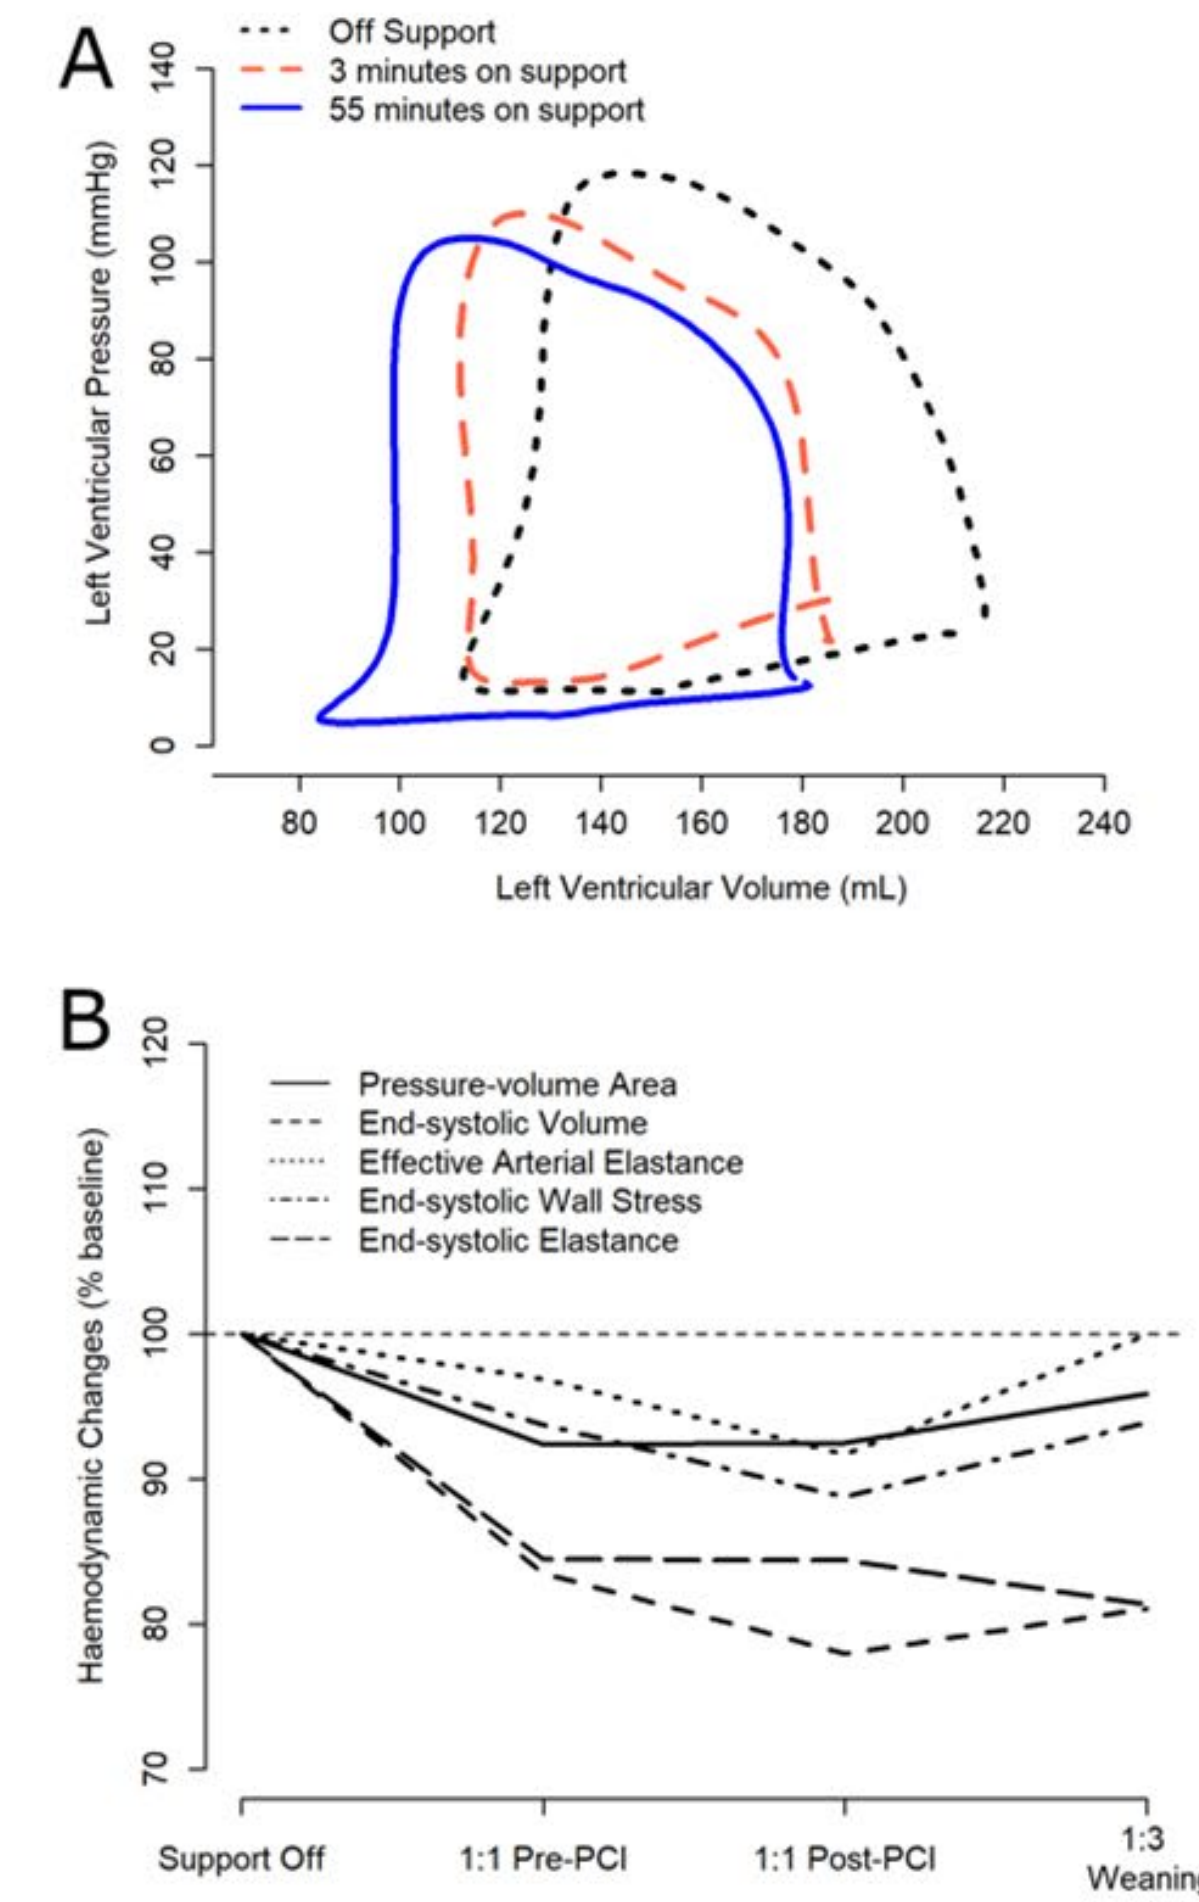 A
Off Support
3 minutes on support
55 minutes on support
Left Ventricular Pressure (mmHg)
140
120
100
80
60
40
20
0
80 100 120 140 160 180 200 220 240
Left Ventricular Volume (mL)
B
Pressure-volume Area
End-systolic Volume
Effective Arterial Elastance
End-systolic Wall Stress
End-systolic Elastance
Haemodynamic Changes (% baseline)
120
110
100
90
80
70
Support Off 1:1 Pre-PCI 1:1 Post-PCI 1:3
Weaning